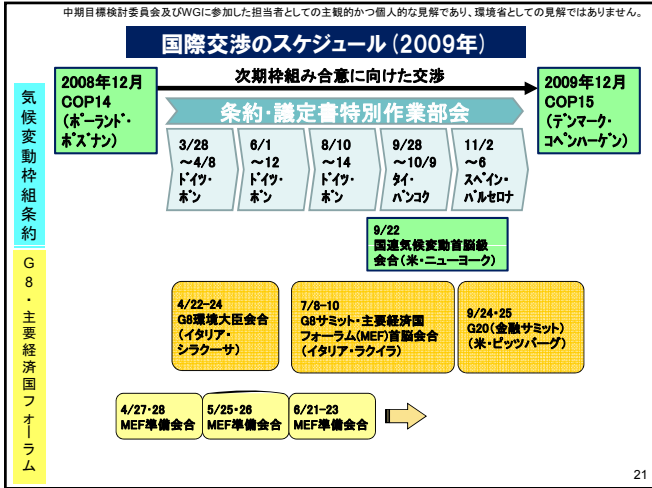 中期目標検討委員会及びWGに参加した担当者としての主観的かつ個人的な見解であり、環境省としての見解ではありません。
国際交渉のスケジュール(2009年)
気候変動枠組条約
2008年12月
COP14
(ポーランド・
ポズナン)
次期枠組み合意に向けた交渉
2009年12月
COP15
(デンマーク・
コペンハーゲン)
条約・議定書特別作業部会
3/28
～4/8
ドイツ・
ボン
6/1
～12
ドイツ・
ボン
8/10
～14
ドイツ・
ボン
9/28
～10/9
タイ・
バンコク
11/2
～6
スペイン・
バルセロナ
9/22
国連気候変動首脳級
会合(米・ニューヨーク)
G8・主要経済国フォーラム
4/22-24
G8環境大臣会合
(イタリア・
シラクーサ)
7/8-10
G8サミット・主要経済国
フォーラム(MEF)首脳会合
(イタリア・ラクイラ)
9/24・25
G20(金融サミット)
(米・ピッツバーグ)
4/27・28
MEF準備会合
5/25・26
MEF準備会合
6/21-23
MEF準備会合
21